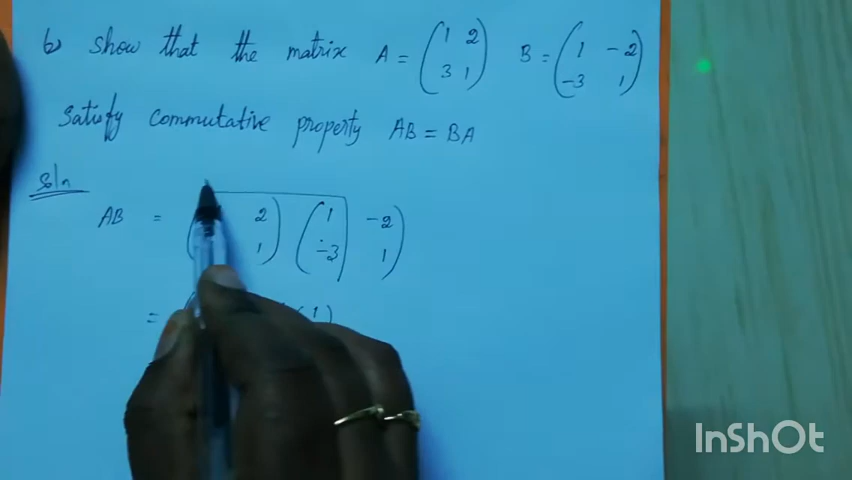 b) show that the matrix A = (1 2 B = (1 -2
3 1) -3 1)
Satisfy commutative property AB = BA
Soln
AB = ( 2 (1 -2
1) -3 1)
= (1)
InShOt